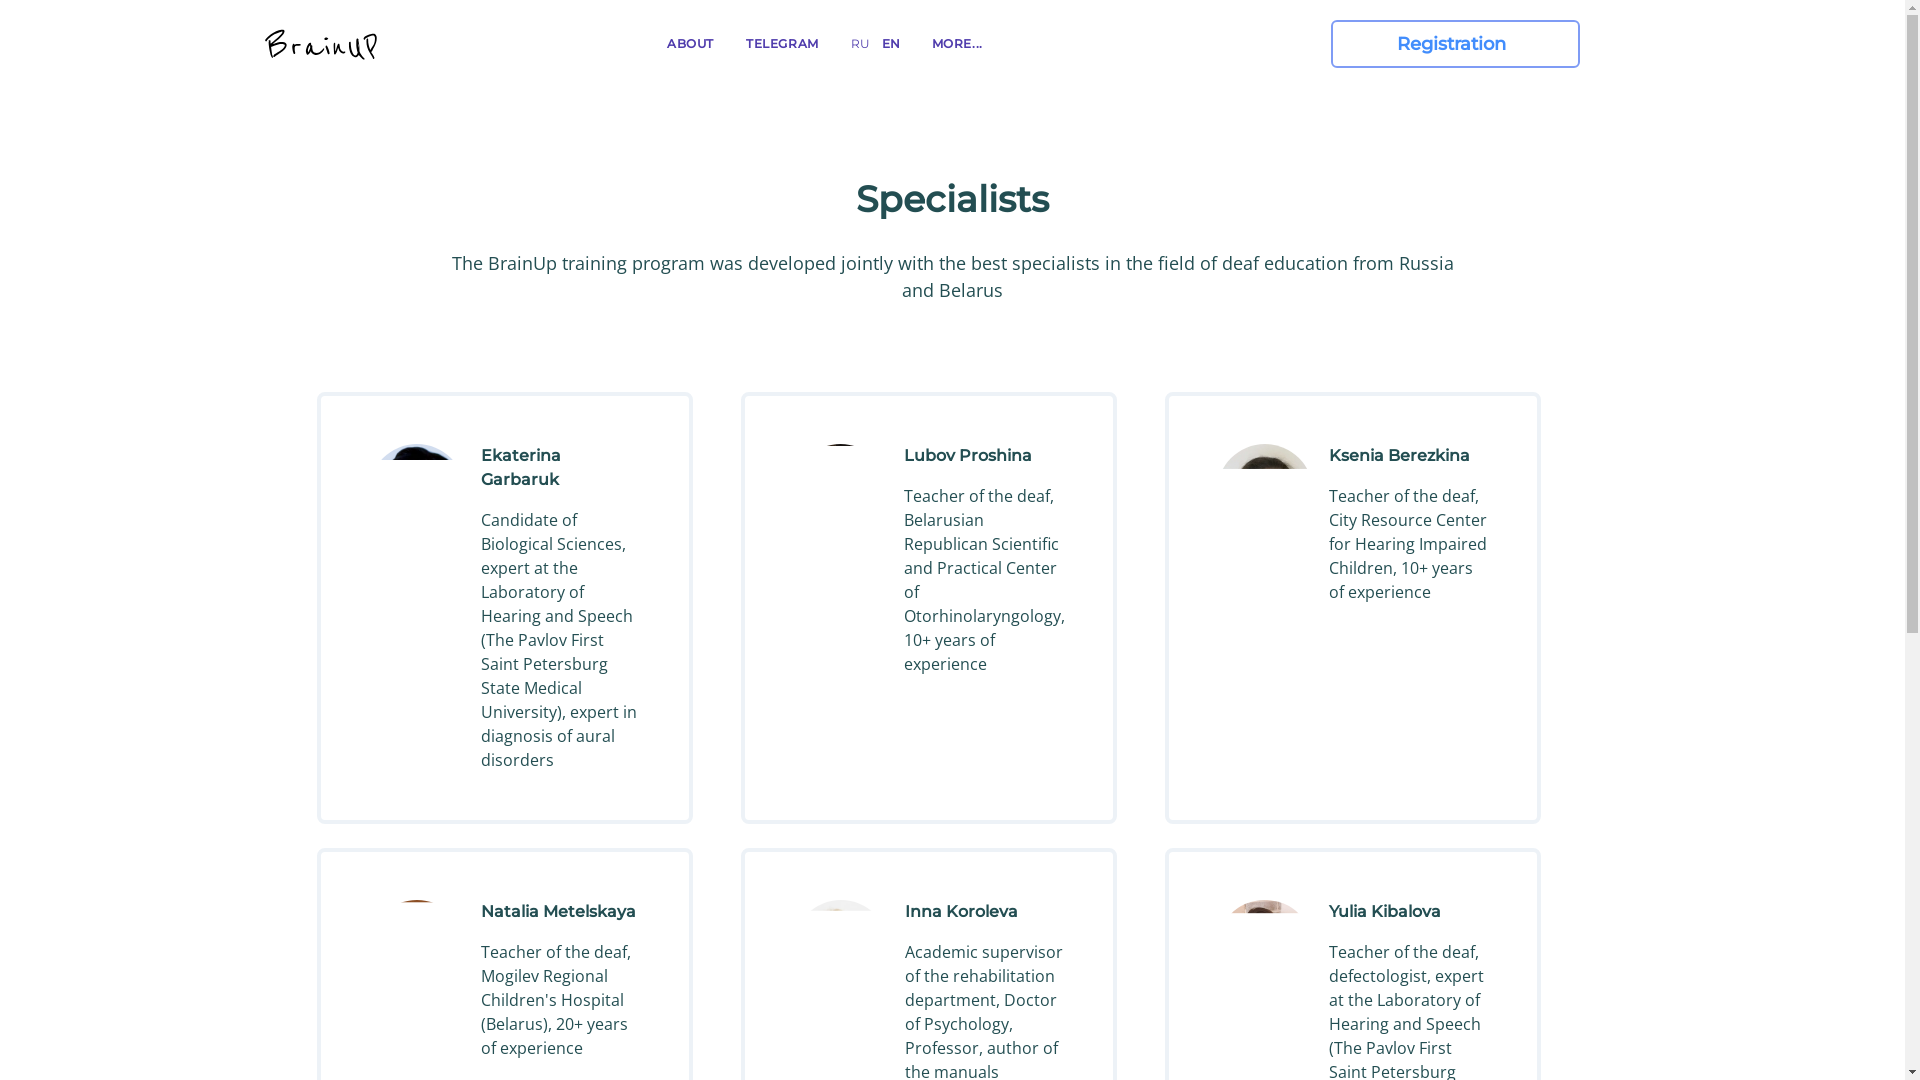 BrainUP
ABOUT
TELEGRAM
RU
EN
MORE...
Registration
Specialists
The BrainUp training program was developed jointly with the best specialists in the field of deaf education from Russia
and Belarus
Ekaterina
Garbaruk
Candidate of
Biological Sciences,
expert at the
Laboratory of
Hearing and Speech
(The Pavlov First
Saint Petersburg
State Medical
University), expert in
diagnosis of aural
disorders
Lubov Proshina
Teacher of the deaf,
Belarusian
Republican Scientific
and Practical Center
of
Otorhinolaryngology,
10+ years of
experience
Ksenia Berezkina
Teacher of the deaf,
City Resource Center
for Hearing Impaired
Children, 10+ years
of experience
Natalia Metelskaya
Teacher of the deaf,
Mogilev Regional
Children's Hospital
(Belarus), 20+ years
of experience
Inna Koroleva
Academic supervisor
of the rehabilitation
department, Doctor
of Psychology,
Professor, author of
the manuals
Yulia Kibalova
Teacher of the deaf,
defectologist, expert
at the Laboratory of
Hearing and Speech
(The Pavlov First
Saint Petersburg